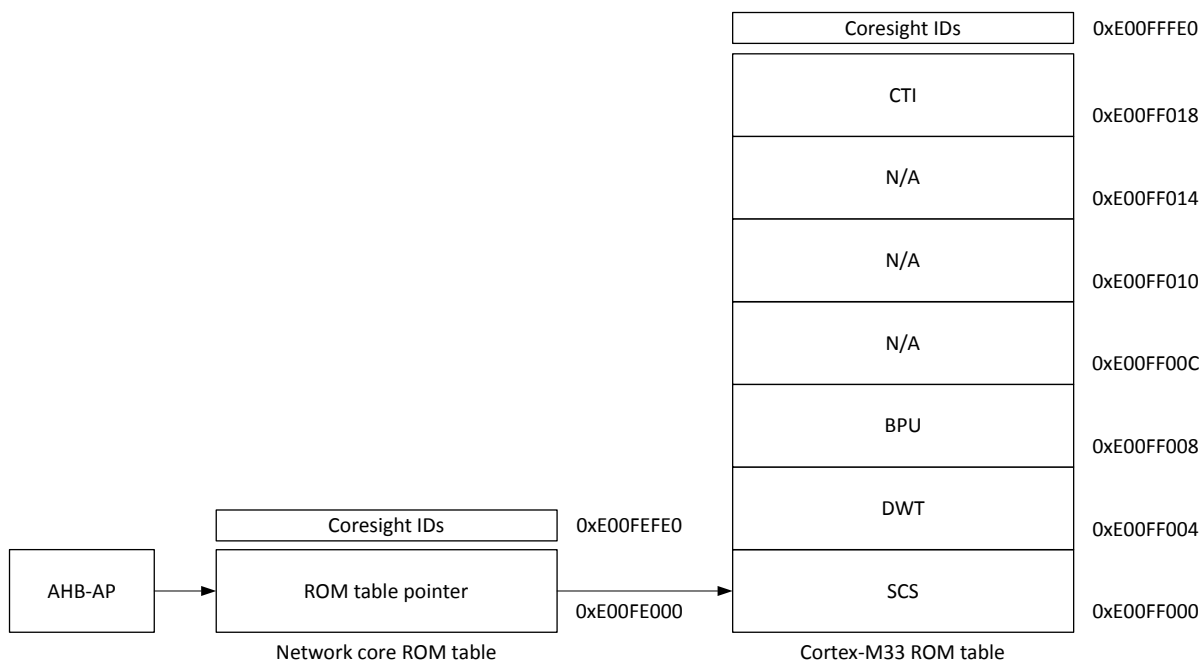 Coresight IDs 0xE00FFFE0
CTI
0xE00FF018
N/A
0xE00FF014
N/A
0xE00FF010
N/A
0xE00FF00C
BPU
0xE00FF008
DWT
0xE00FF004
Coresight IDs 0xE00FEFE0
AHB-AP ROM table pointer SCS
0xE00FE000 0xE00FF000
Network core ROM table Cortex-M33 ROM table